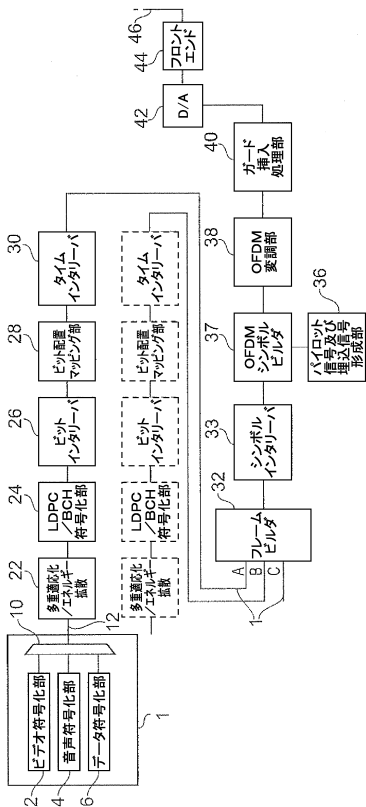 2
ビデオ符号化部
4
音声符号化部
6
データ符号化部
1
10
12
22
多重適応化
/エネルギー
拡散
24
LDPC
/BCH
符号化部
26
ビット
インタリーバ
28
ビット配置
マッピング部
30
タイム
インタリーバ
多重適応化
/エネルギー
拡散
LDPC
/BCH
符号化部
ビット
インタリーバ
ビット配置
マッピング部
タイム
インタリーバ
1
A
B
C
32
フレーム
ビルダ
33
シンボル
インタリーバ
37
OFDM
シンボル
ビルダ
36
パイロット
信号及び
埋込信号
形成部
38
OFDM
変調部
40
ガード
挿入
処理部
42
D/A
44
フロント
エンド
46